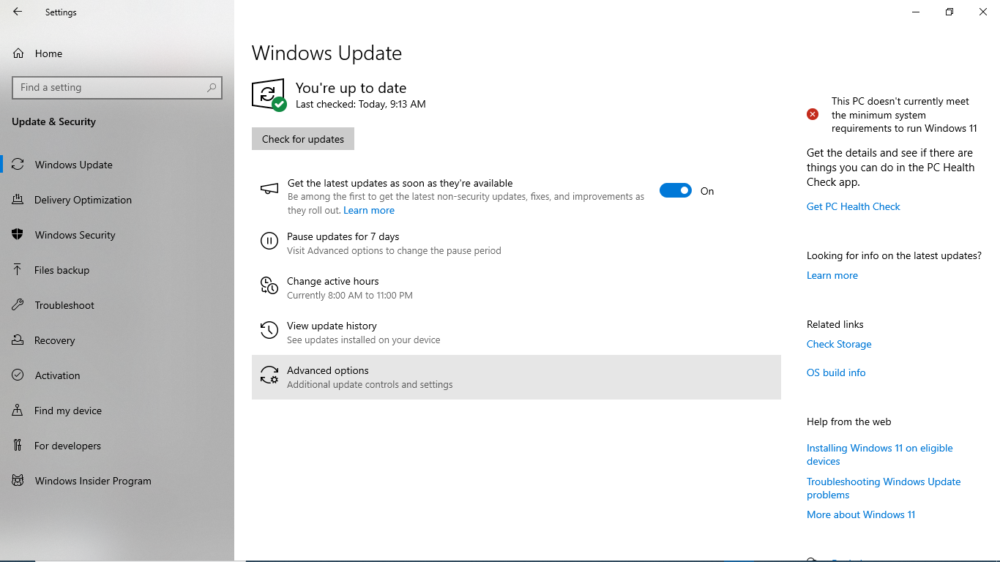 Settings
Home
Find a setting
Update & Security
Windows Update
Delivery Optimization
Windows Security
Files backup
Troubleshoot
Recovery
Activation
Find my device
For developers
Windows Insider Program
Windows Update
You're up to date
Last checked: Today, 9:13 AM
Check for updates
Get the latest updates as soon as they're available
Be among the first to get the latest non-security updates, fixes, and improvements as
they roll out. Learn more
On
Pause updates for 7 days
Visit Advanced options to change the pause period
Change active hours
Currently 8:00 AM to 11:00 PM
View update history
See updates installed on your device
Advanced options
Additional update controls and settings
This PC doesn't currently meet
the minimum system
requirements to run Windows 11
Get the details and see if there are
things you can do in the PC Health
Check app.
Get PC Health Check
Looking for info on the latest updates?
Learn more
Related links
Check Storage
OS build info
Help from the web
Installing Windows 11 on eligible
devices
Troubleshooting Windows Update
problems
More about Windows 11